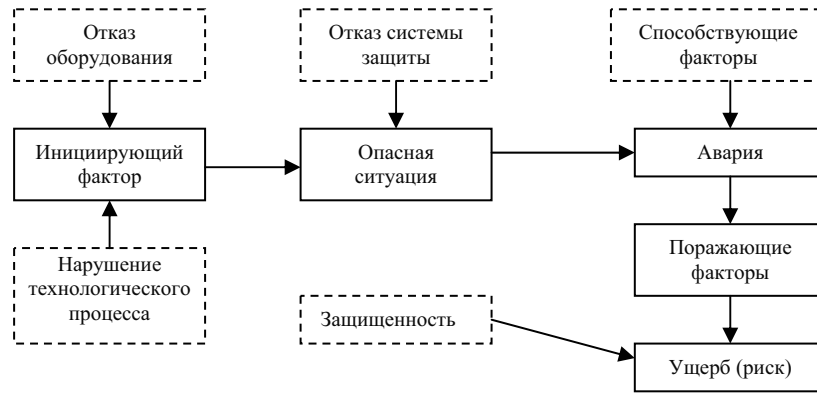 Отказ
оборудования
Отказ системы
защиты
Способствующие
факторы
Инициирующий
фактор
Опасная
ситуация
Авария
Поражающие
факторы
Нарушение
технологического
процесса
Защищенность
Ущерб (риск)